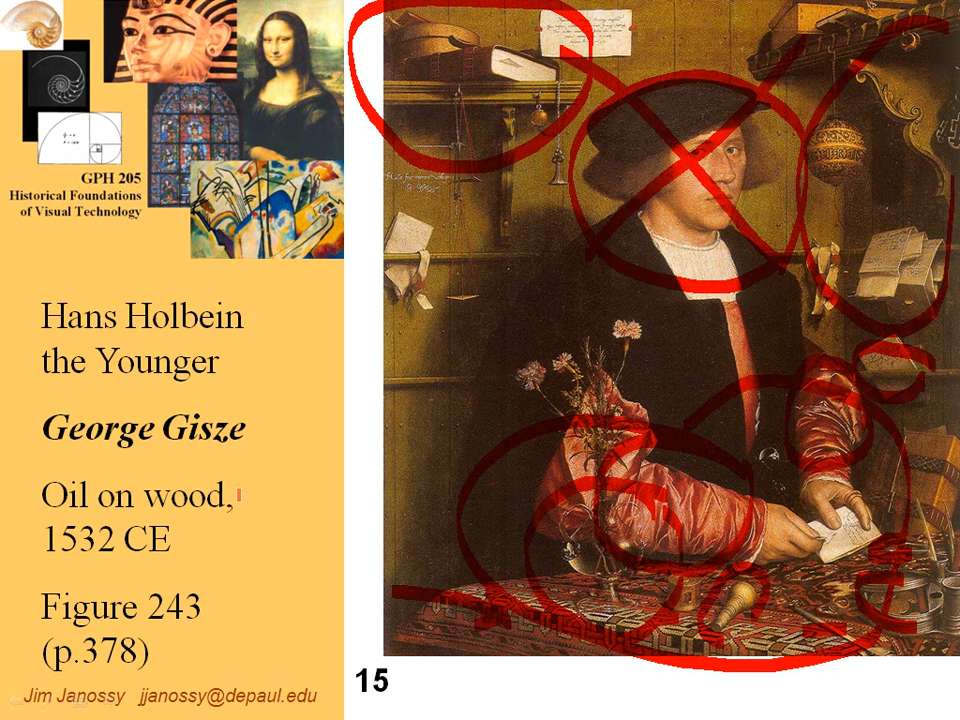 GPH 205
Historical Foundations
of Visual Technology
Hans Holbein
the Younger
George Gisze
Oil on wood,
1532 CE
Figure 243
(p.378)
Jim Janossy jjanossy@depaul.edu
15